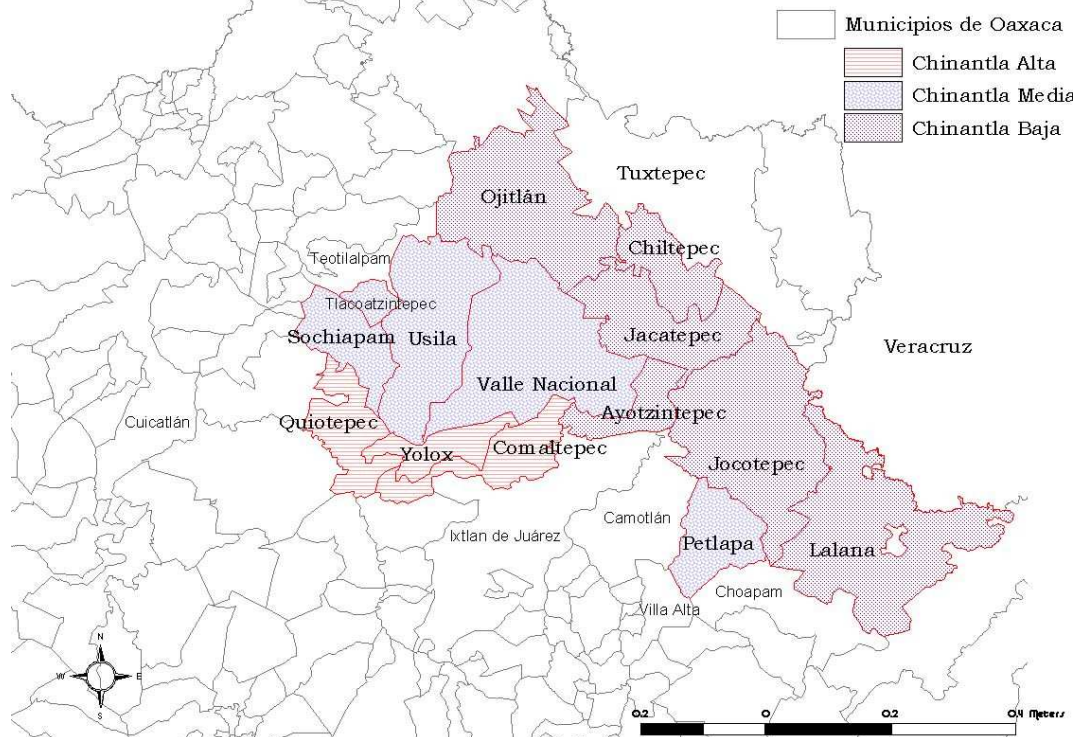 Municipios de Oaxaca
Chinantla Alta
Chinantla Media
Chinantla Baja
Tuxtepec
Ojitlán
Chiltepec
Teotilalpam
Tlacoatzintepec
Sochiapam
Usila
Jacatepec
Veracruz
Valle Nacional
Cuicatlán
Quiotepec
Ayotzintepec
Yolox
Comaltepec
Jocotepec
Camotlán
Ixtlan de Juárez
Petlapa
Lalana
Choapam
Villa Alta
N
W E
S
0.2 0 0.2 0.4 Meters